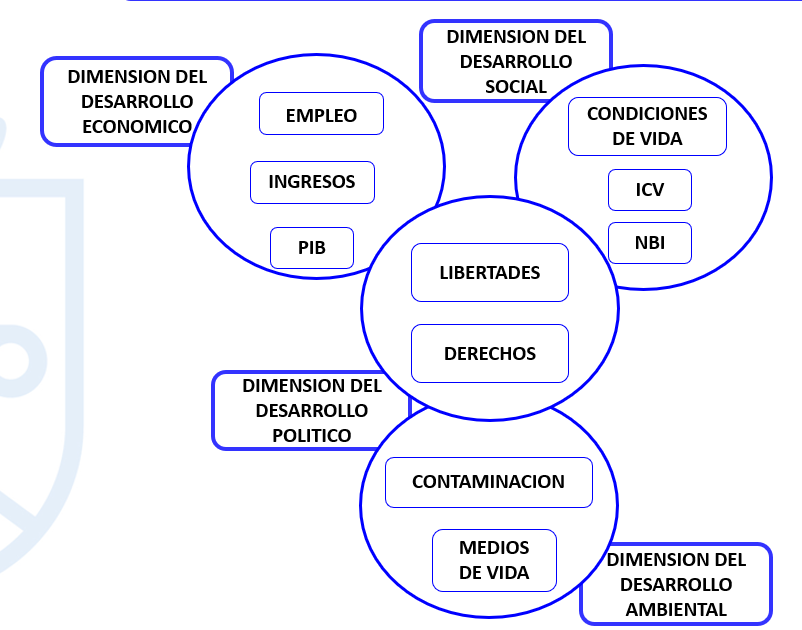 DIMENSION DEL
DESARROLLO
ECONOMICO
EMPLEO
INGRESOS
PIB
DIMENSION DEL
DESARROLLO
SOCIAL
CONDICIONES
DE VIDA
ICV
NBI
LIBERTADES
DERECHOS
DIMENSION DEL
DESARROLLO
POLITICO
CONTAMINACION
MEDIOS
DE VIDA
DIMENSION DEL
DESARROLLO
AMBIENTAL